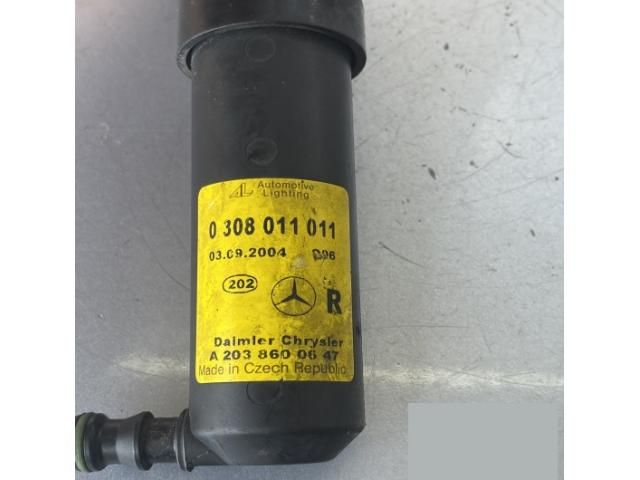 AL Automotive
Lighting
0 308 011 011
03.09.2004
202
R
Daimler Chrysler
A 203 860 06 47
Made in Czech Republic